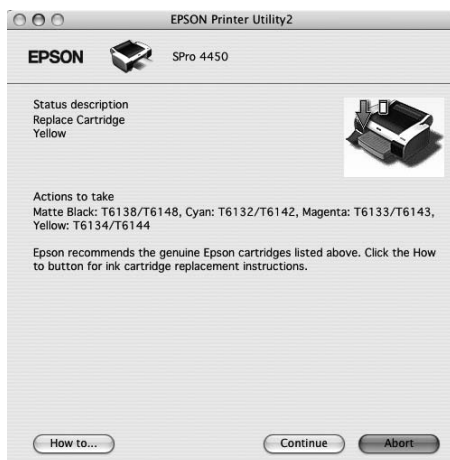 EPSON Printer Utility2
EPSON
SPro 4450
Status description
Replace Cartridge
Yellow
Actions to take
Matte Black: T6138/T6148, Cyan: T6132/T6142, Magenta: T6133/T6143,
Yellow: T6134/T6144
Epson recommends the genuine Epson cartridges listed above. Click the How
to button for ink cartridge replacement instructions.
How to...
Continue
Abort